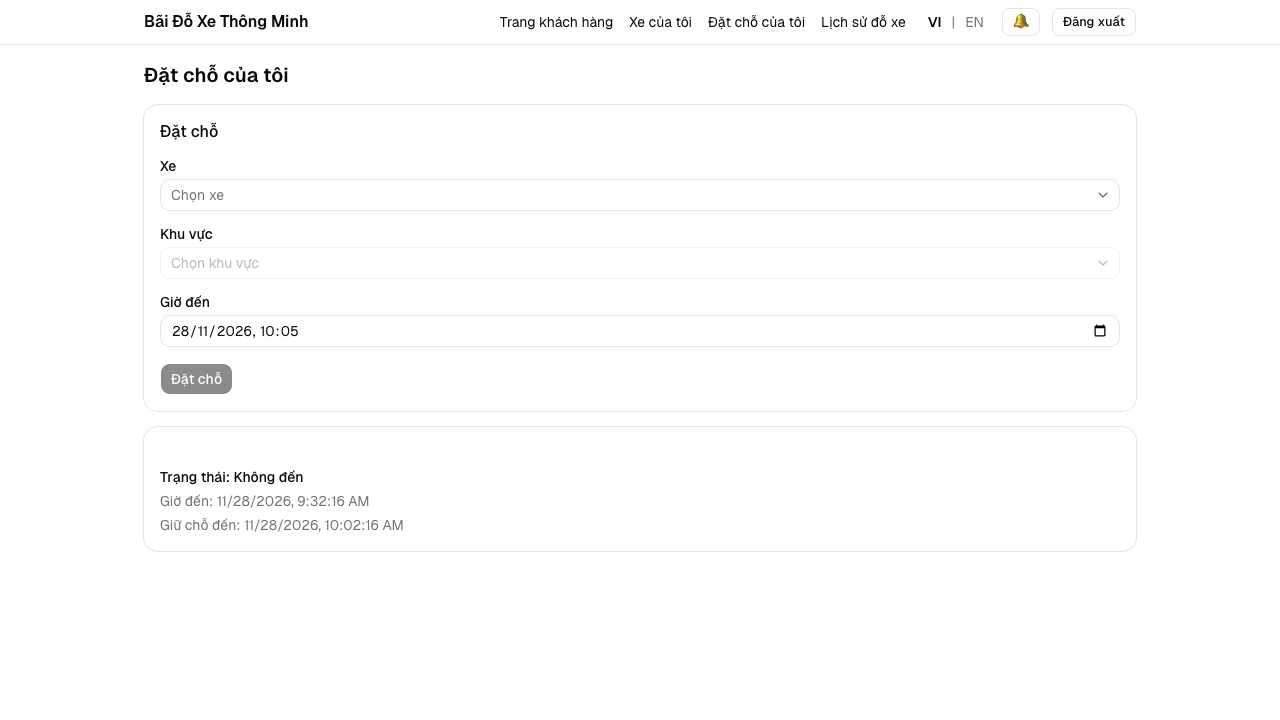 Bãi Đỗ Xe Thông Minh
Trang khách hàng Xe của tôi Đặt chỗ của tôi Lịch sử đỗ xe VI | EN Đăng xuất
Đặt chỗ của tôi
Đặt chỗ
Xe
Chọn xe
Khu vực
Chọn khu vực
Giờ đến
28/11/2026, 10:05
Đặt chỗ
Trạng thái: Không đến
Giờ đến: 11/28/2026, 9:32:16 AM
Giữ chỗ đến: 11/28/2026, 10:02:16 AM